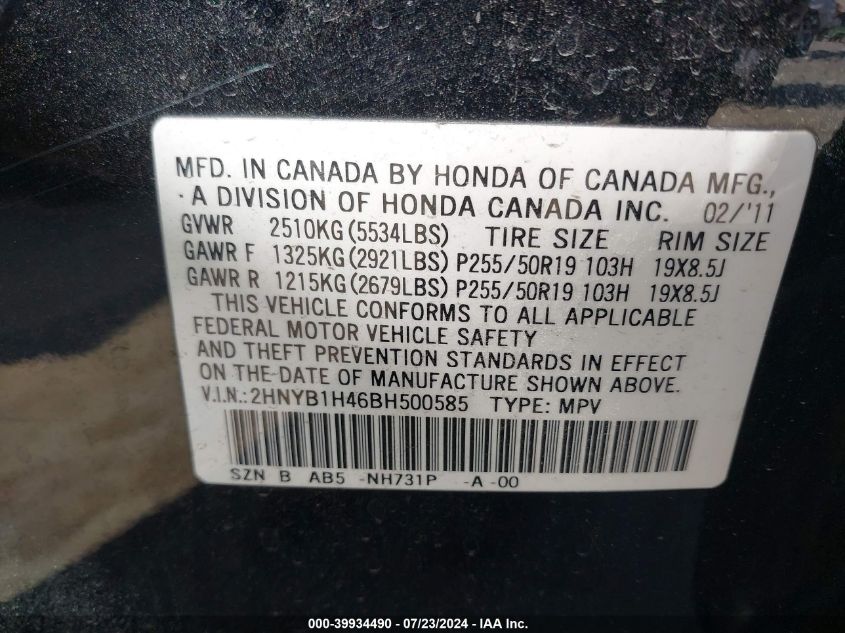 MFD. IN CANADA BY HONDA OF CANADA MFG.,
A DIVISION OF HONDA CANADA INC. 02/'11
GVWR 2510KG(5534LBS) TIRE SIZE RIM SIZE
GAWR F 1325KG(2921LBS) P255/50R19 103H 19X8.5J
GAWR R 1215KG(2679LBS) P255/50R19 103H 19X8.5J
THIS VEHICLE CONFORMS TO ALL APPLICABLE
FEDERAL MOTOR VEHICLE SAFETY
AND THEFT PREVENTION STANDARDS IN EFFECT
ON THE DATE OF MANUFACTURE SHOWN ABOVE.
V.I.N.:2HNYB1H46BH500585 TYPE: MPV
SZN B AB5 -NH731P -A -00
000-39934490 / 07/23/2024 - IAA Inc.